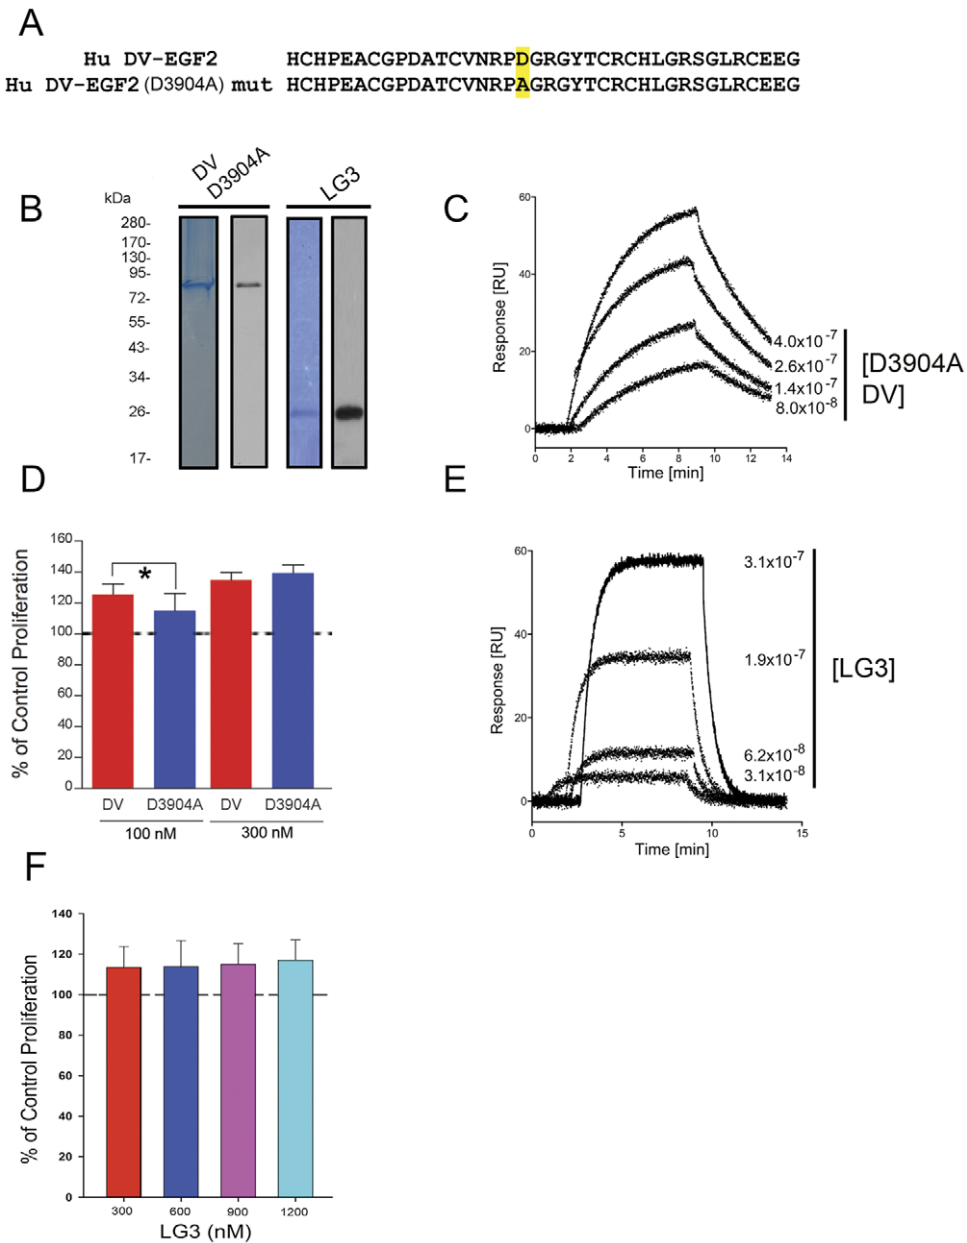 A
Hu DV-EGF2 HCHPEACGPDATCVNRPDGRGYTCRCHLGRSGLRCEEG
Hu DV-EGF2 (D3904A) mut HCHPEACGPDATCVNRPAGRGYTCRCHLGRSGLRCEEG
B
kDa
DV
D3904A
LG3
280-
170-
130-
95-
72-
55-
43-
34-
26-
17-
C
Response [RU]
60
40
20
0
0 2 4 6 8 10 12 14
Time [min]
4.0x10-7
2.6x10-7
1.4x10-7
8.0x10-8
[D3904A
DV]
D
% of Control Proliferation
160
140
120
100
80
60
40
20
0
*
DV D3904A DV D3904A
100 nM 300 nM
E
Response [RU]
60
40
20
0
0 5 10 15
Time [min]
3.1x10-7
1.9x10-7
6.2x10-8
3.1x10-8
[LG3]
F
% of Control Proliferation
140
120
100
80
60
40
20
0
300 600 900 1200
LG3 (nM)